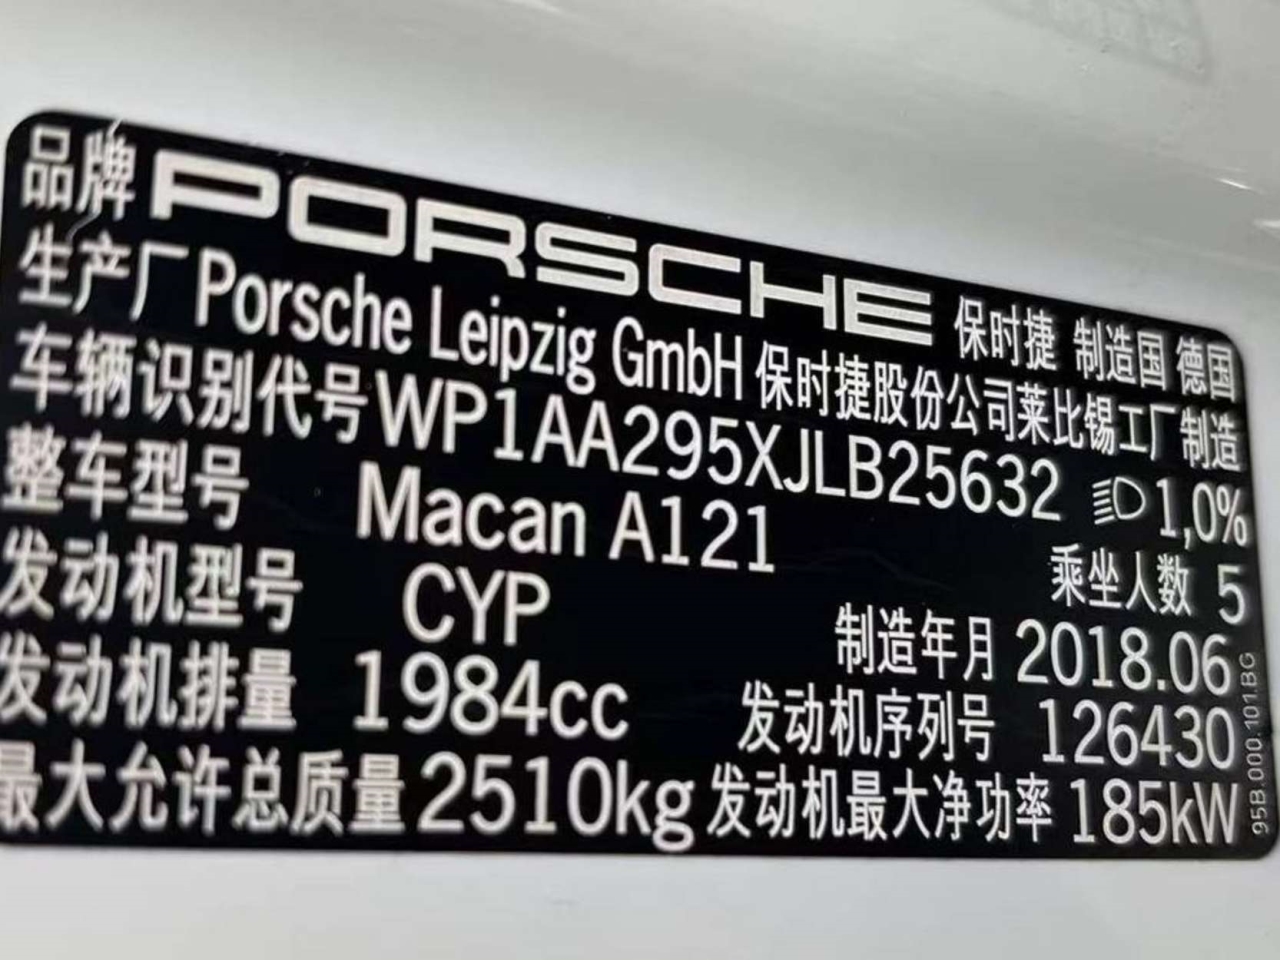 品牌 PORSCHE 保时捷 制造国 德国
生产厂 Porsche Leipzig GmbH 保时捷股份公司莱比锡工厂制造
车辆识别代号 WP1AA295XJLB25632 1,0%
整车型号 Macan A121 乘坐人数 5
发动机型号 CYP 制造年月 2018.06
发动机排量 1984cc 发动机序列号 126430
最大允许总质量 2510kg 发动机最大净功率 185kW
95B.000.101.BG